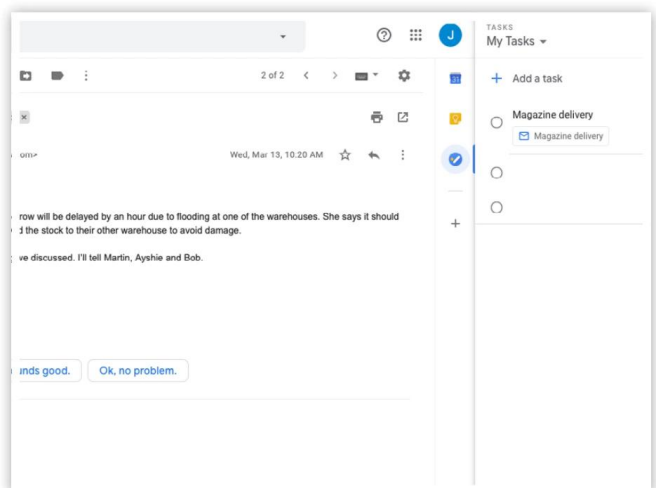 TASKS
My Tasks
J
2 of 2
31
Add a task
Magazine delivery
Magazine delivery
Wed, Mar 13, 10.20 AM
row will be delayed by an hour due to flooding at one of the warehouses. She says it should
d the stock to their other warehouse to avoid damage.
we discussed. I'll tell Martin, Ayshie and Bob.
unds good.
Ok, no problem.